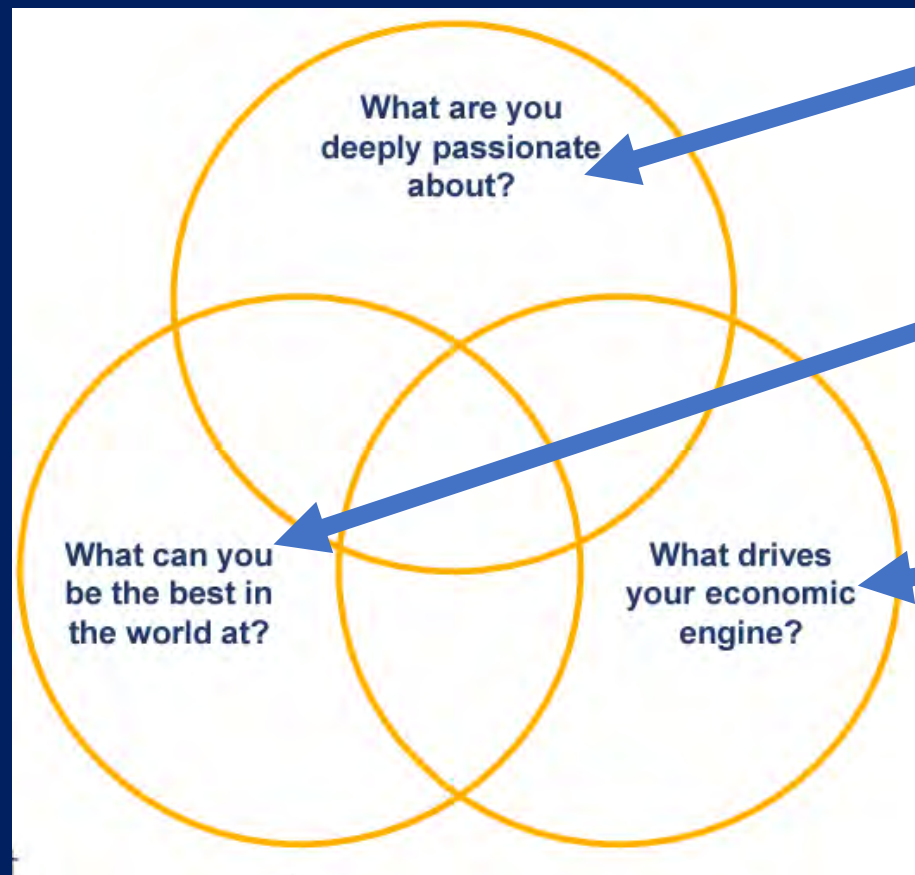 What are you
deeply passionate
about?
What can you
be the best in
the world at?
What drives
your economic
engine?